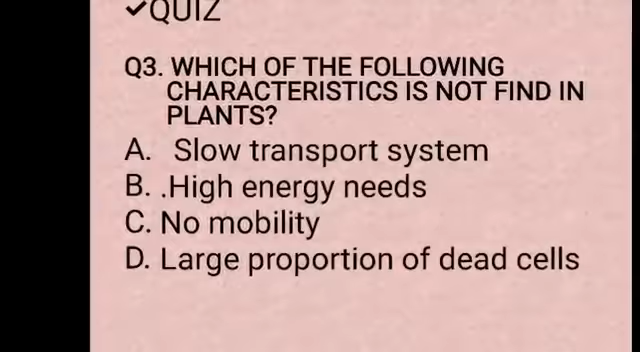 ✓QUIZ
Q3. WHICH OF THE FOLLOWING
CHARACTERISTICS IS NOT FIND IN
PLANTS?
A. Slow transport system
B. .High energy needs
C. No mobility
D. Large proportion of dead cells